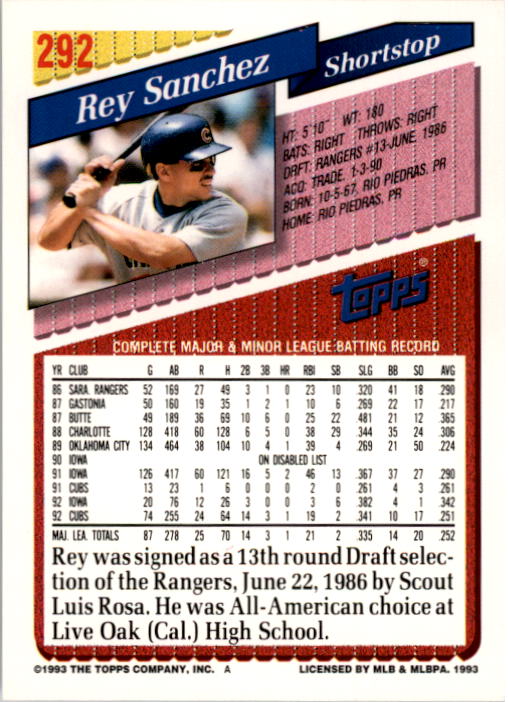 292
Rey Sanchez
Shortstop
HT: 5'10" WT: 180
BATS: RIGHT THROWS: RIGHT
DRFT: RANGERS #13-JUNE, 1986
ACQ: TRADE, 1-3-90
BORN: 10-5-67, RIO PIEDRAS, PR
HOME: RIO PIEDRAS, PR
topps®
COMPLETE MAJOR & MINOR LEAGUE BATTING RECORD
YR CLUB G AB R H 2B 3B HR RBI SB SLG BB SO AVG
86 SARA. RANGERS 52 169 27 49 3 1 0 23 10 .320 41 18 .290
87 GASTONIA 50 160 19 35 1 2 1 10 6 .269 22 17 .217
87 BUTTE 49 189 36 69 10 6 0 25 22 .481 21 12 .365
88 CHARLOTTE 128 418 60 128 6 5 0 38 29 .344 35 24 .306
89 OKLAHOMA CITY 134 464 38 104 10 4 1 39 4 .269 21 50 .224
90 IOWA ON DISABLED LIST
91 IOWA 126 417 60 121 16 5 2 46 13 .367 37 27 .290
91 CUBS 13 23 1 6 0 0 0 2 0 .261 4 3 .261
92 IOWA 20 76 12 26 3 0 0 3 6 .382 4 1 .342
92 CUBS 74 255 24 64 14 3 1 19 2 .341 10 17 .251
MAJ. LEA. TOTALS 87 278 25 70 14 3 1 21 2 .335 14 20 .252
Rey was signed as a 13th round Draft selec-
tion of the Rangers, June 22, 1986 by Scout
Luis Rosa. He was All-American choice at
Live Oak (Cal.) High School.
©1993 THE TOPPS COMPANY, INC. A LICENSED BY MLB & MLBPA. 1993